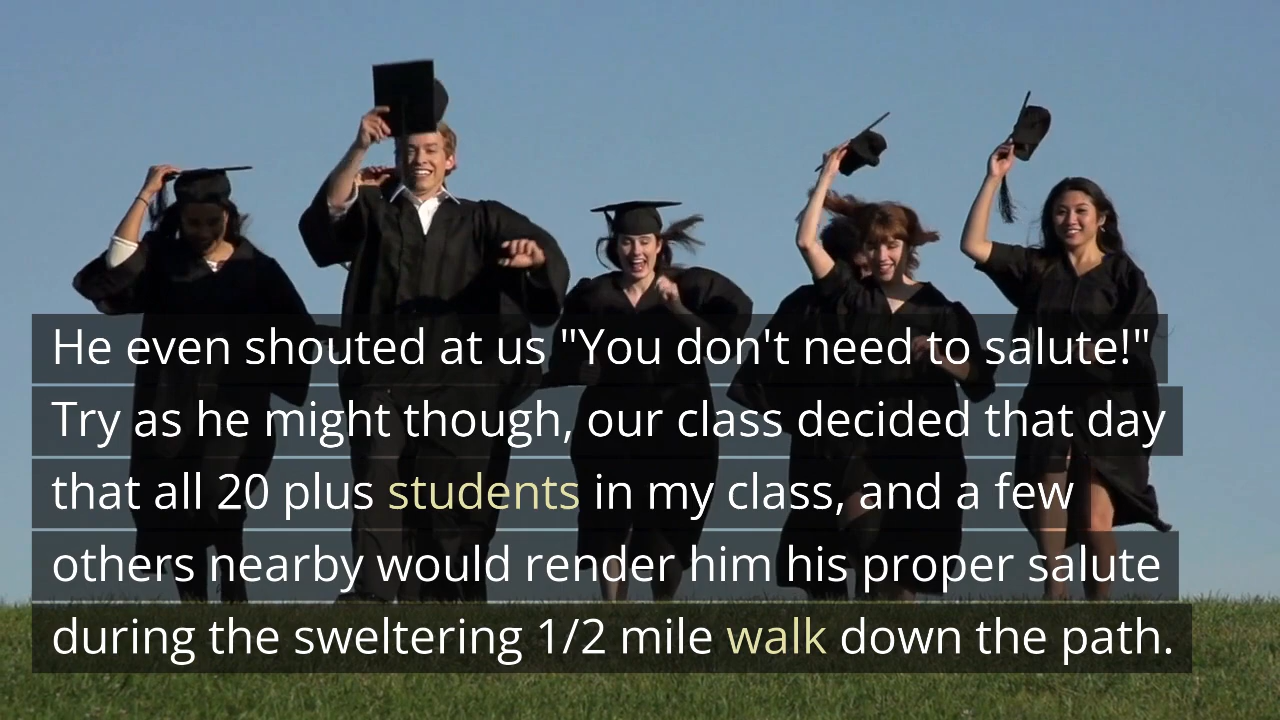 He even shouted at us "You don't need to salute!"
Try as he might though, our class decided that day
that all 20 plus students in my class, and a few
others nearby would render him his proper salute
during the sweltering 1/2 mile walk down the path.